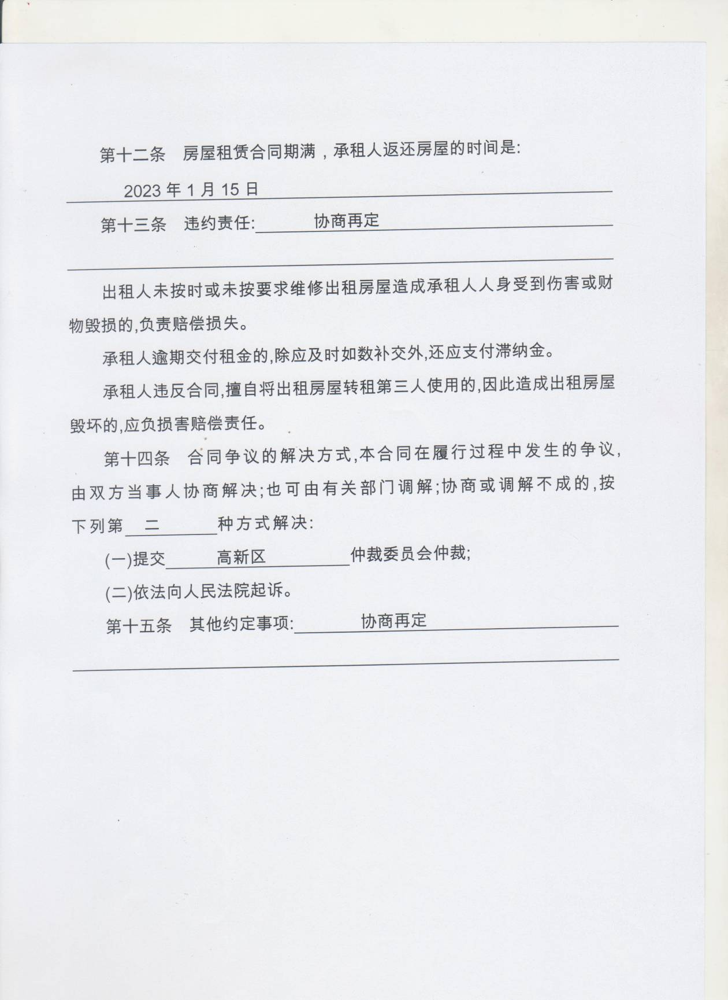 第十二条　房屋租赁合同期满，承租人返还房屋的时间是:
2023 年 1 月 15 日
第十三条　违约责任: 协商再定
出租人未按时或未按要求维修出租房屋造成承租人人身受到伤害或财
物毁损的,负责赔偿损失。
承租人逾期交付租金的,除应及时如数补交外,还应支付滞纳金。
承租人违反合同,擅自将出租房屋转租第三人使用的,因此造成出租房屋
毁坏的,应负损害赔偿责任。
第十四条　合同争议的解决方式,本合同在履行过程中发生的争议,
由双方当事人协商解决;也可由有关部门调解;协商或调解不成的,按
下列第 二 种方式解决:
(一)提交 高新区 仲裁委员会仲裁;
(二)依法向人民法院起诉。
第十五条　其他约定事项: 协商再定